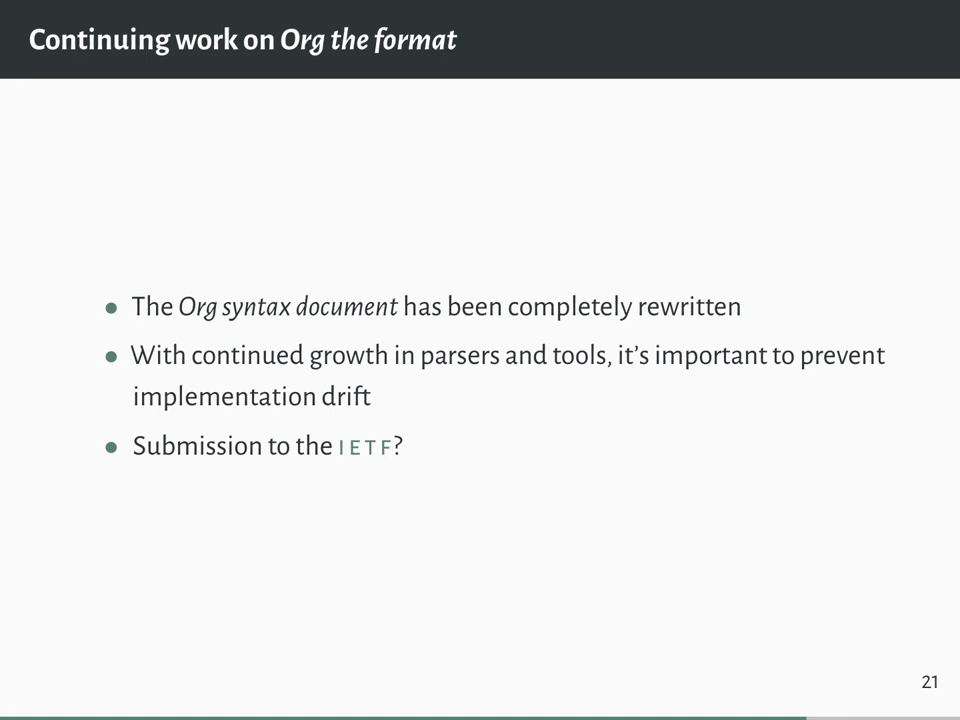 Continuing work on Org the format
• The Org syntax document has been completely rewritten
• With continued growth in parsers and tools, it’s important to prevent
implementation drift
• Submission to the IETF?
21